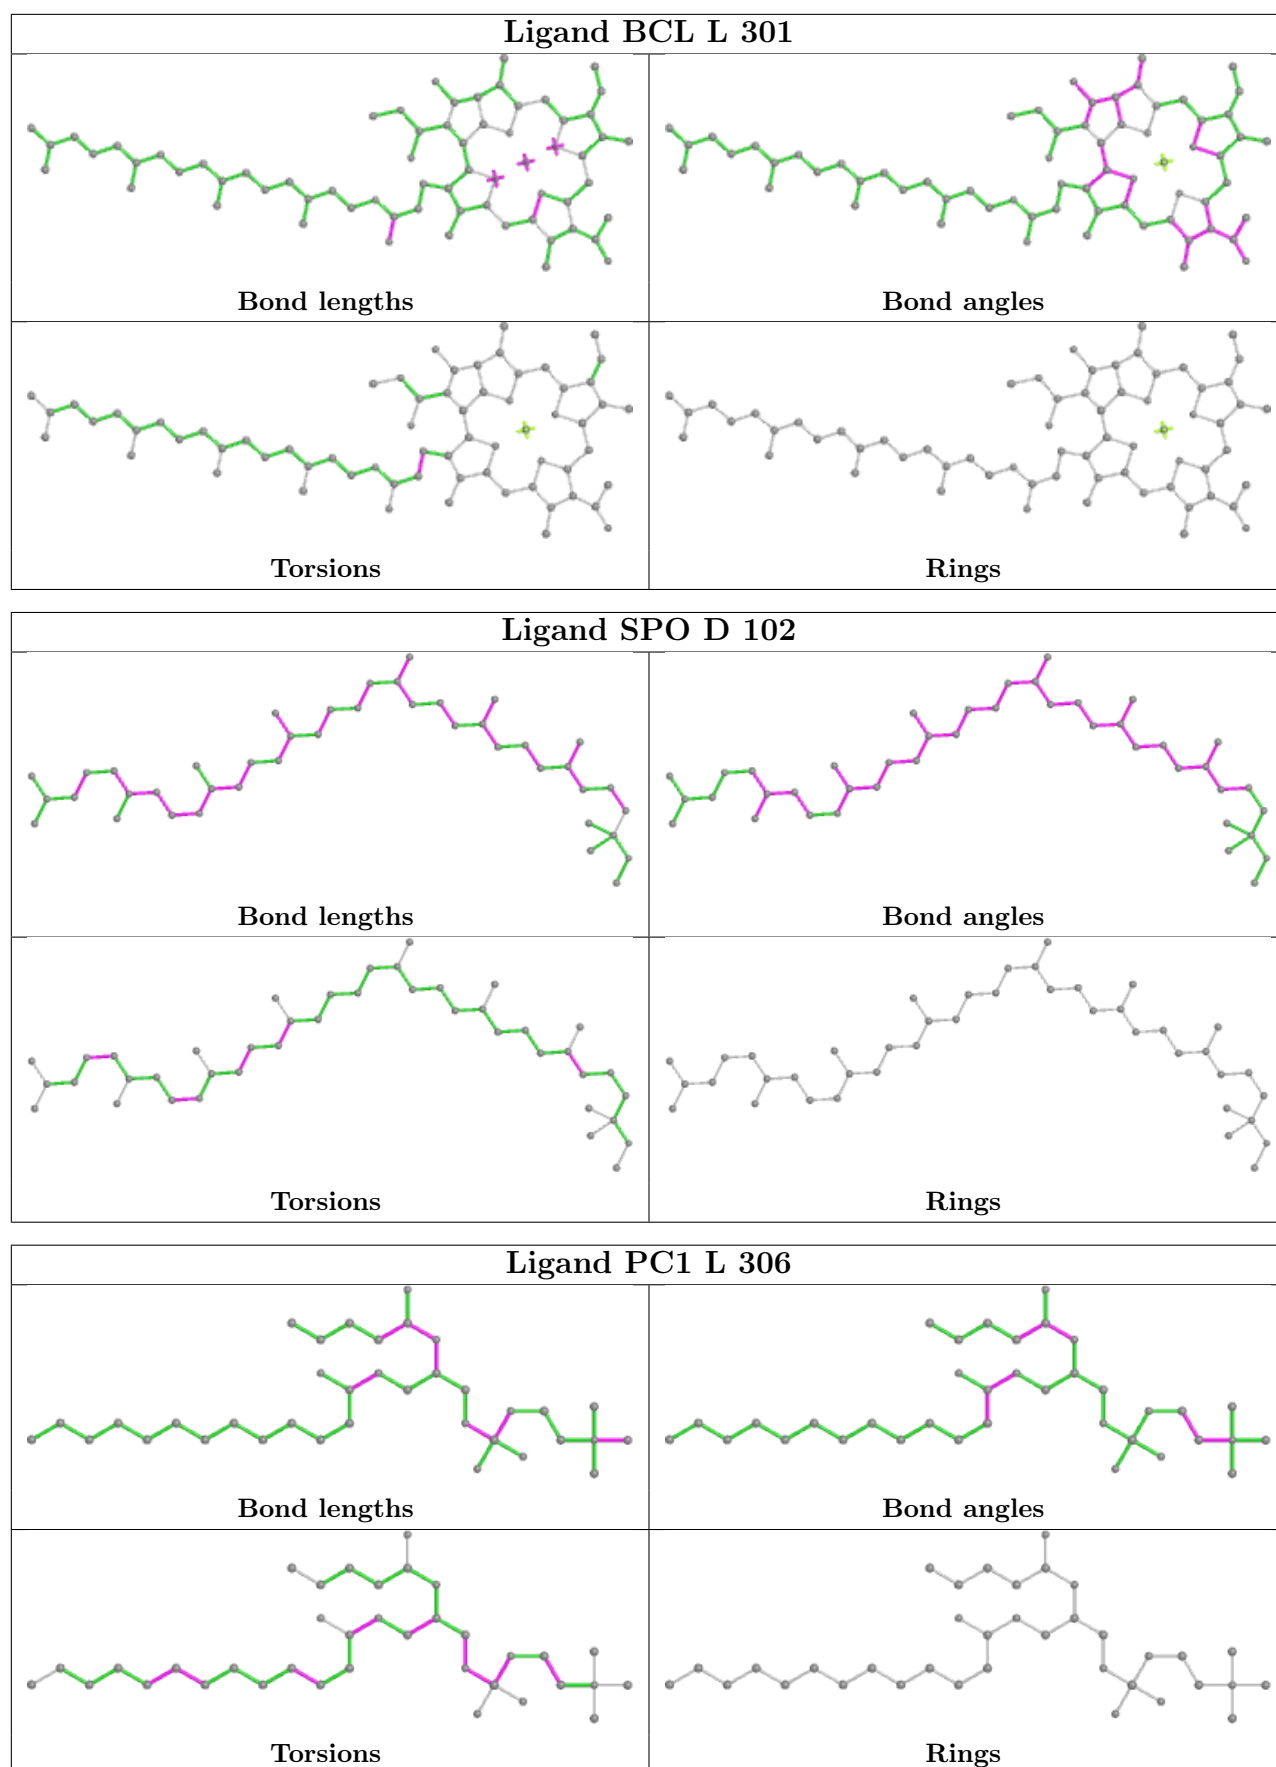 Ligand BCL L 301
Bond lengths
Bond angles
Torsions
Rings
Ligand SPO D 102
Bond lengths
Bond angles
Torsions
Rings
Ligand PC1 L 306
Bond lengths
Bond angles
Torsions
Rings